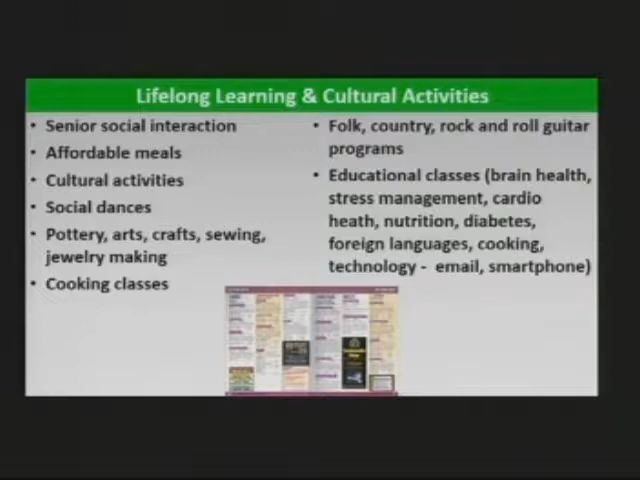 Lifelong Learning & Cultural Activities
• Senior social interaction
• Affordable meals
• Cultural activities
• Social dances
• Pottery, arts, crafts, sewing,
jewelry making
• Cooking classes
• Folk, country, rock and roll guitar
programs
• Educational classes (brain health,
stress management, cardio
heath, nutrition, diabetes,
foreign languages, cooking,
technology - email, smartphone)